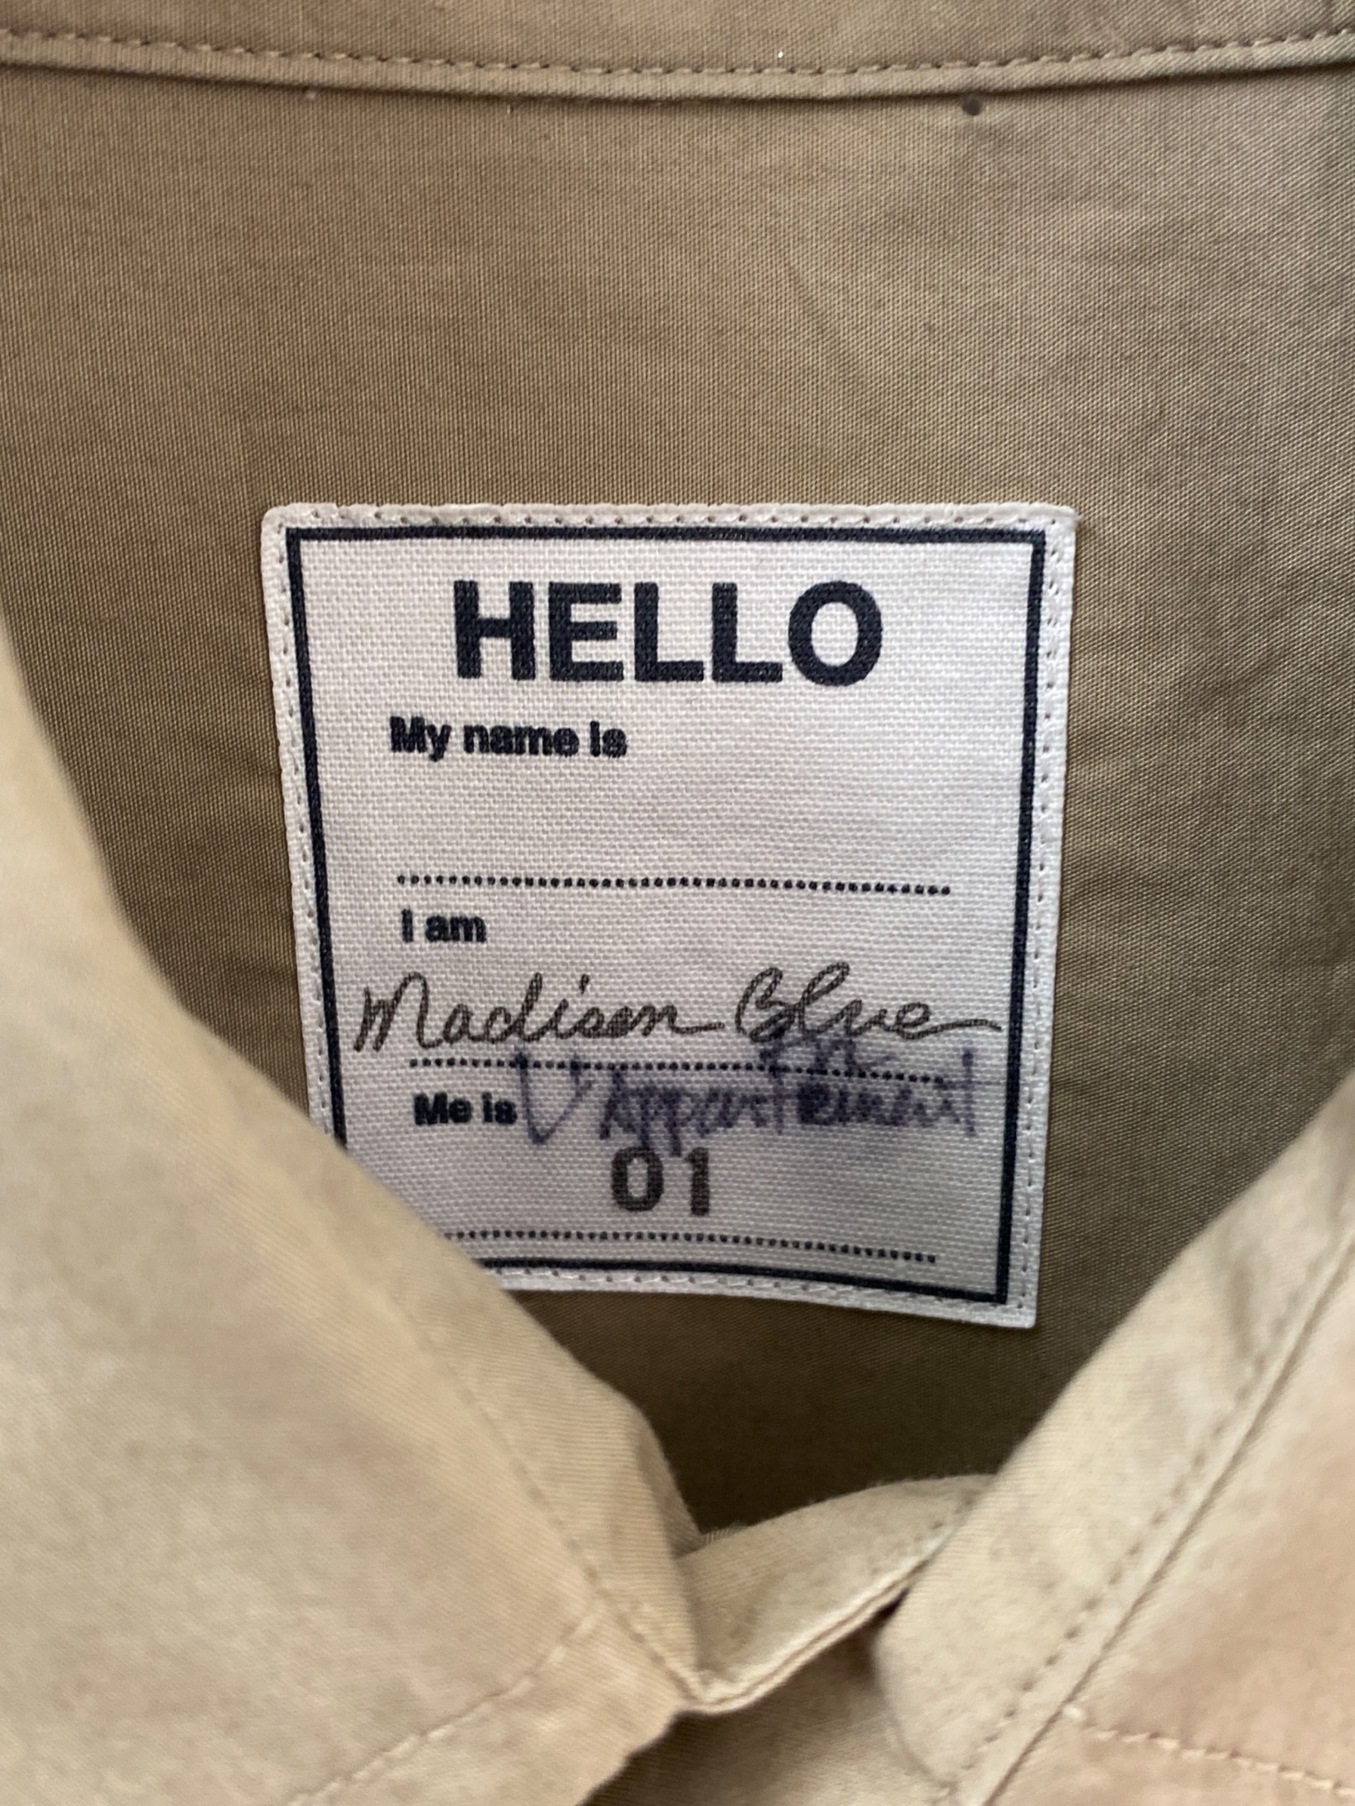 HELLO
My name is
I am
Madison Blue
Me is L'Appartement
01